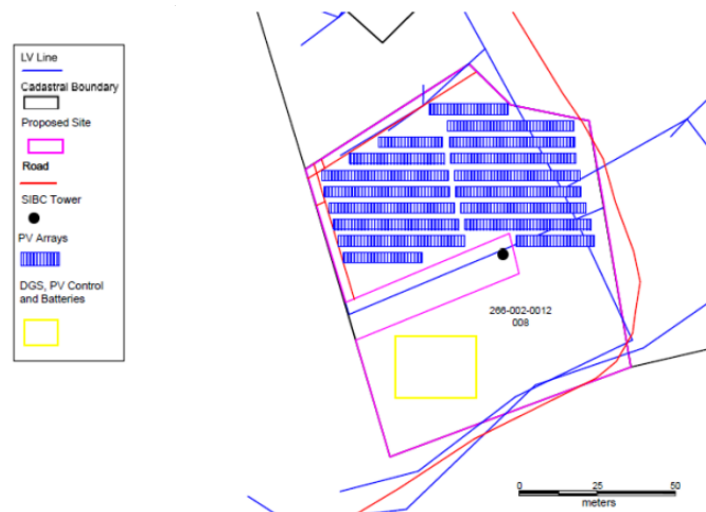 LV Line
Cadastral Boundary
Proposed Site
Road
SIBC Tower
PV Arrays
DGS, PV Control
and Batteries
266-002-0012
008
0 25 50
meters